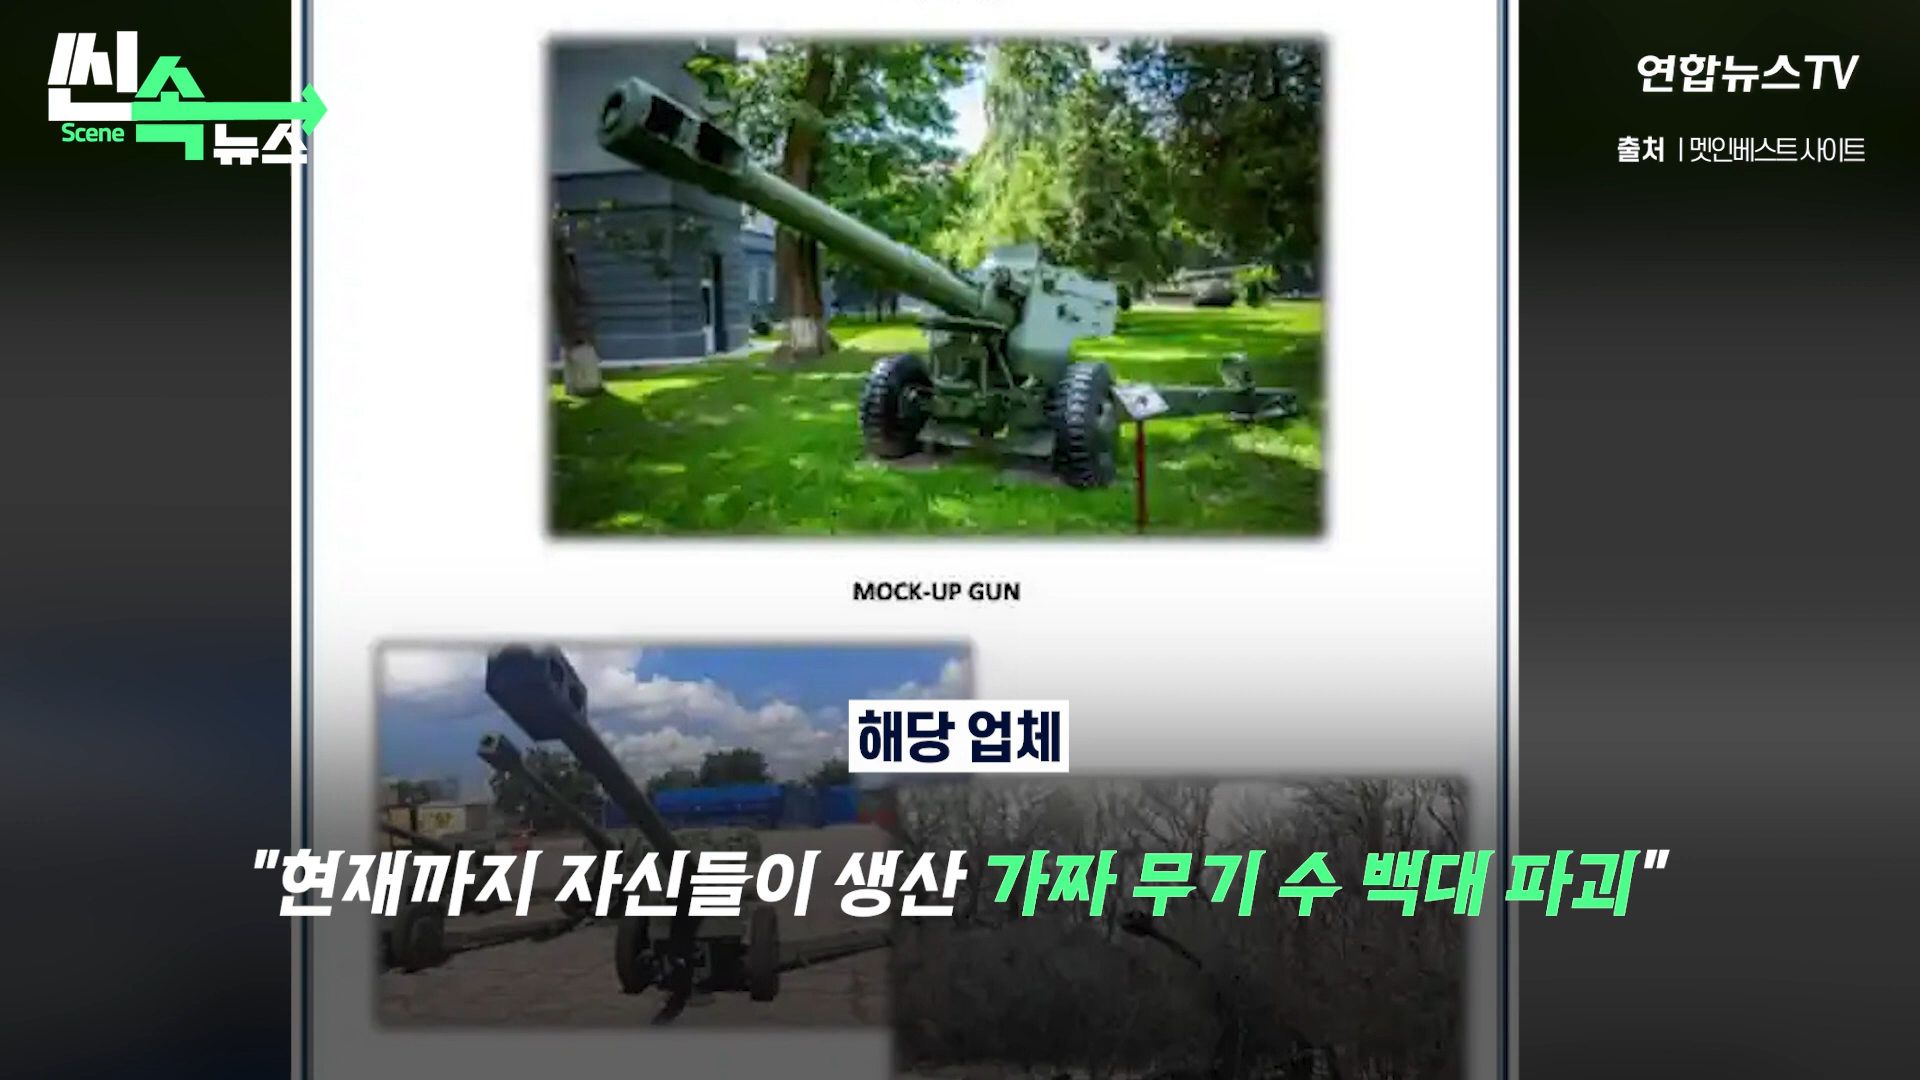 씬속뉴스
Scene
연합뉴스TV
출처 | 멧인베스트 사이트
MOCK-UP GUN
해당 업체
"현재까지 자신들이 생산 가짜 무기 수 백대 파괴"